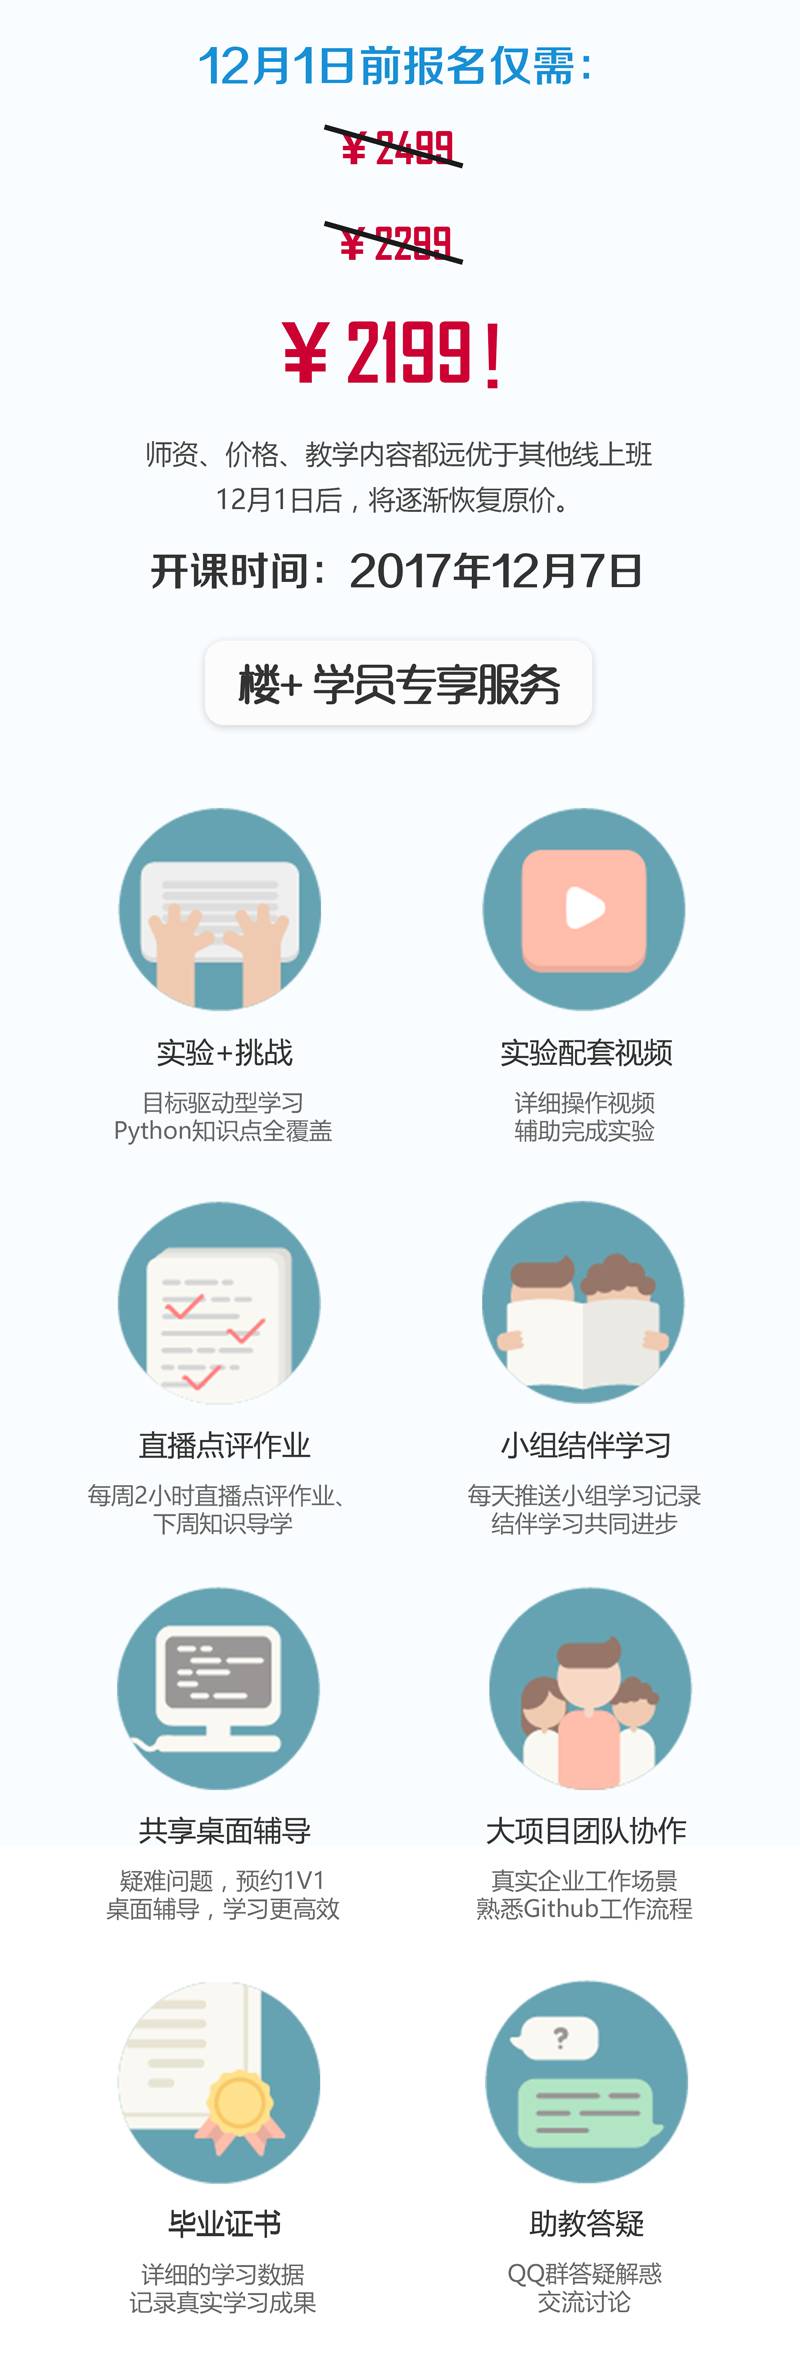 12月1日前报名仅需：
¥ 2499
¥ 2299
¥ 2199！
师资、价格、教学内容都远优于其他线上班
12月1日后，将逐渐恢复原价。
开课时间：2017年12月7日
楼+ 学员专享服务
实验+挑战
目标驱动型学习
Python知识点全覆盖
实验配套视频
详细操作视频
辅助完成实验
直播点评作业
每周2小时直播点评作业、
下周知识导学
小组结伴学习
每天推送小组学习记录
结伴学习共同进步
共享桌面辅导
疑难问题，预约1V1
桌面辅导，学习更高效
大项目团队协作
真实企业工作场景
熟悉Github工作流程
毕业证书
详细的学习数据
记录真实学习成果
?
助教答疑
QQ群答疑解惑
交流讨论